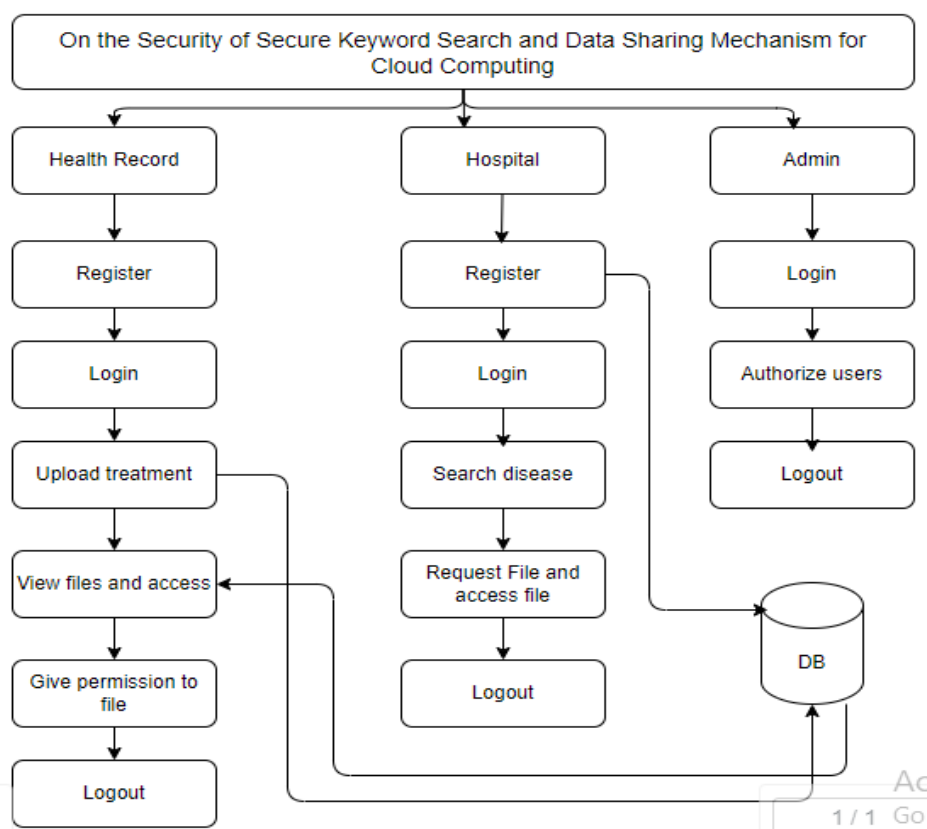 On the Security of Secure Keyword Search and Data Sharing Mechanism for
Cloud Computing
Health Record
Hospital
Admin
Register
Register
Login
Login
Login
Authorize users
Upload treatment
Search disease
Logout
View files and access
Request File and
access file
DB
Give permission to
file
Logout
Logout
1 / 1 Go